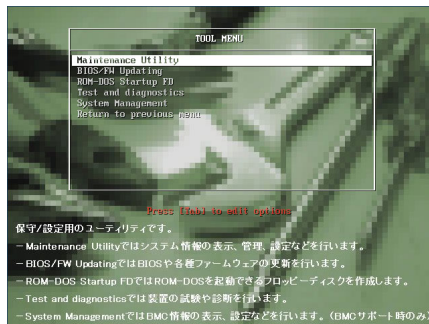 TOOL MENU
Maintenance Utility
BIOS/FW Updating
ROM-DOS Startup FD
Test and diagnostics
System Management
Return to previous menu
Press [Tab] to edit options
保守/設定用のユーティリティです。
－Maintenance Utilityではシステム情報の表示、管理、設定などを行います。
－BIOS/FW UpdatingではBIOSや各種ファームウェアの更新を行います。
－ROM-DOS Startup FDではROM-DOSを起動できるフロッピーディスクを作成します。
－Test and diagnosticsでは装置の試験や診断を行います。
－System ManagementではBMC情報の表示、設定などを行います。(BMCサポート時のみ)